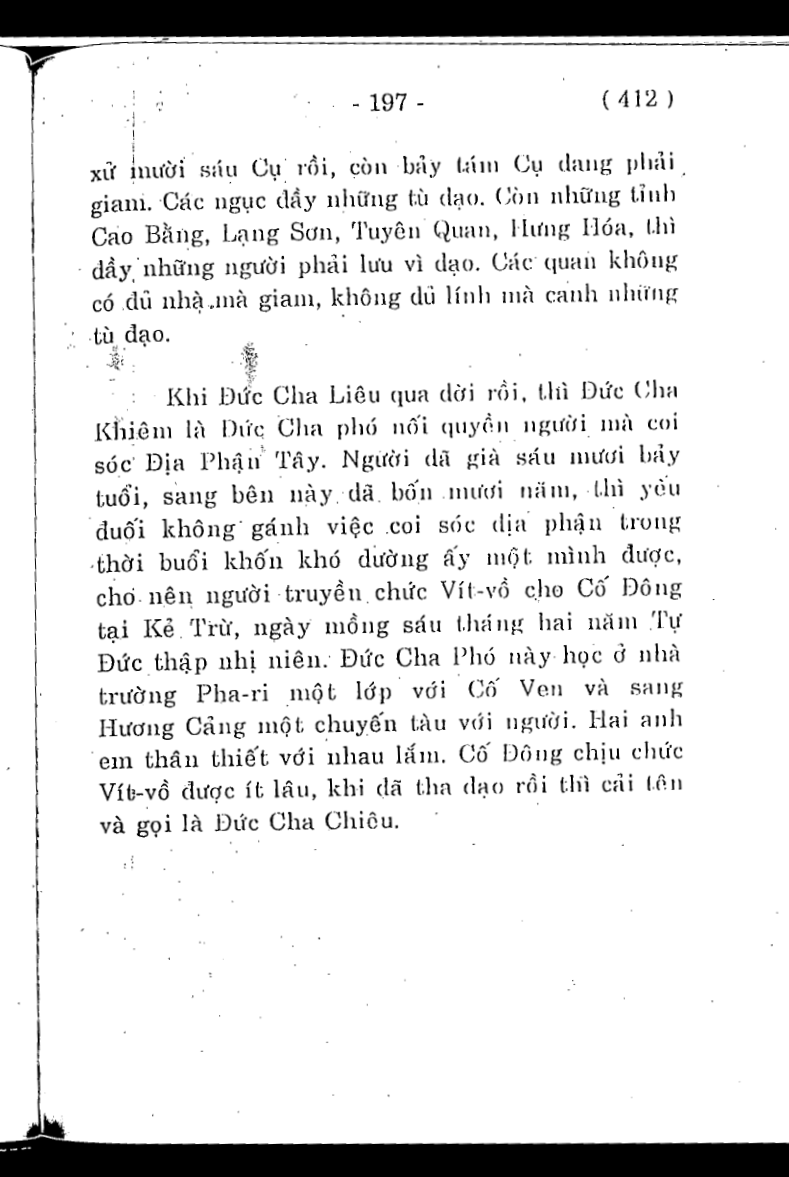 - 197 - ( 412 )
xử mười sáu Cụ rồi, còn bảy tám Cụ đang phải
giam. Các ngục đầy những tù đạo. Còn những tỉnh
Cao Bằng, Lạng Sơn, Tuyên Quan, Hưng Hóa, thì
đầy những người phải lưu vì đạo. Các quan không
có đủ nhà mà giam, không đủ lính mà canh những
tù đạo.
Khi Đức Cha Liêu qua đời rồi, thì Đức Cha
Khiêm là Đức Cha phó nối quyền người mà coi
sóc Địa Phận Tây. Người đã già sáu mươi bảy
tuổi, sang bên này đã bốn mươi năm, thì yếu
đuối không gánh việc coi sóc địa phận trong
thời buổi khốn khó dường ấy một mình được,
cho nên người truyền chức Vít-vồ cho Cố Đông
tại Kẻ Trừ, ngày mồng sáu tháng hai năm Tự
Đức thập nhị niên. Đức Cha Phó này học ở nhà
trường Pha-ri một lớp với Cố Ven và sang
Hương Cảng một chuyến tàu với người. Hai anh
em thân thiết với nhau lắm. Cố Đông chịu chức
Vít-vồ được ít lâu, khi đã tha đạo rồi thì cải tên
và gọi là Đức Cha Chiêu.